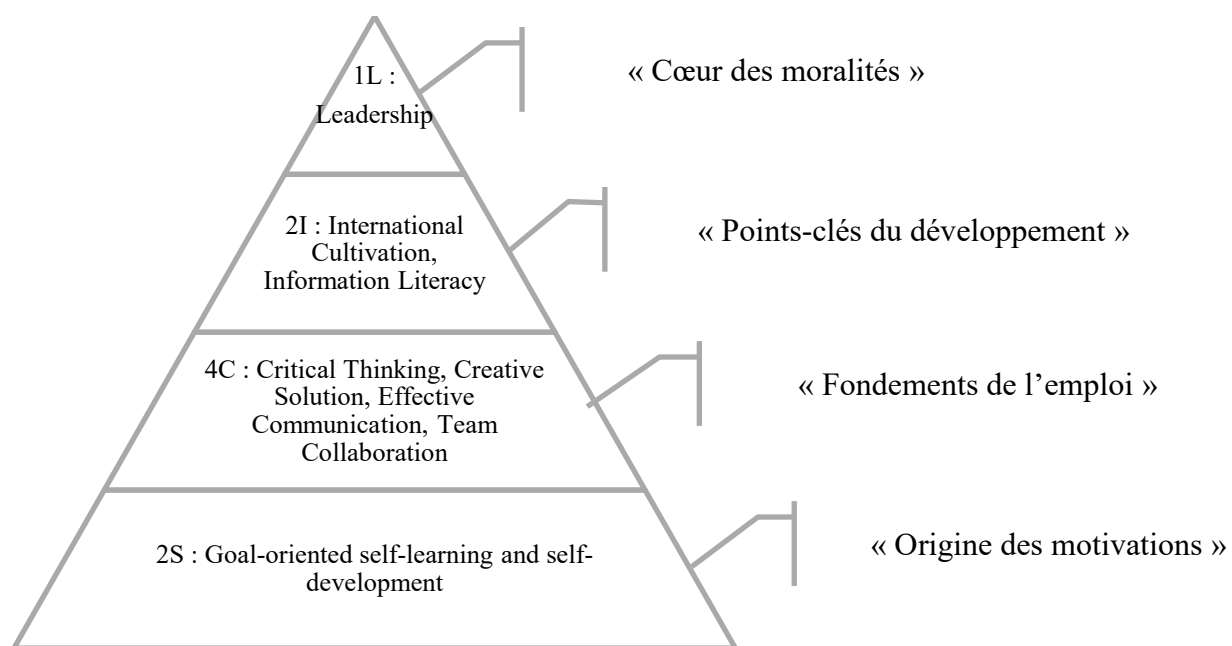 1L :
Leadership
« Cœur des moralités »
2I : International
Cultivation,
Information Literacy
« Points-clés du développement »
4C : Critical Thinking, Creative
Solution, Effective
Communication, Team
Collaboration
« Fondements de l’emploi »
2S : Goal-oriented self-learning and self-
development
« Origine des motivations »